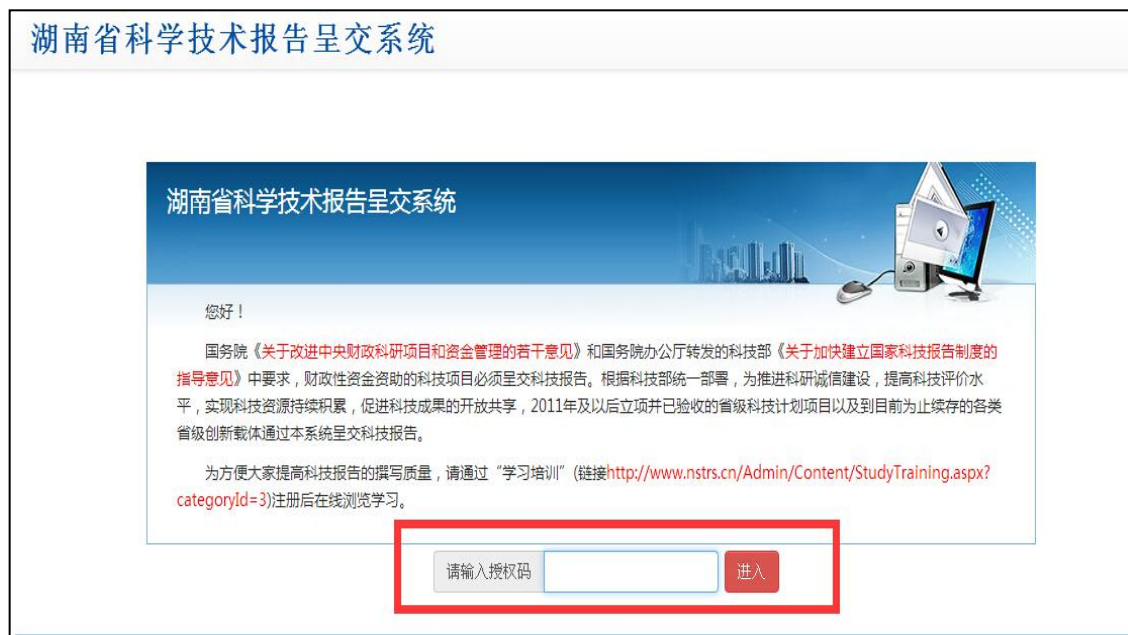 湖南省科学技术报告呈交系统
湖南省科学技术报告呈交系统
您好！
国务院《关于改进中央财政科研项目和资金管理的若干意见》和国务院办公厅转发的科技部《关于加快建立国家科技报告制度的
指导意见》中要求，财政性资金资助的科技项目必须呈交科技报告。根据科技部统一部署，为推进科研诚信建设，提高科技评价水
平，实现科技资源持续积累，促进科技成果的开放共享，2011年及以后立项并已验收的省级科技计划项目以及到目前为止续存的各类
省级创新载体通过本系统呈交科技报告。
为方便大家提高科技报告的撰写质量，请通过“学习培训”(链接http://www.nstrs.cn/Admin/Content/StudyTraining.aspx?
categoryId=3)注册后在线浏览学习。
请输入授权码
进入